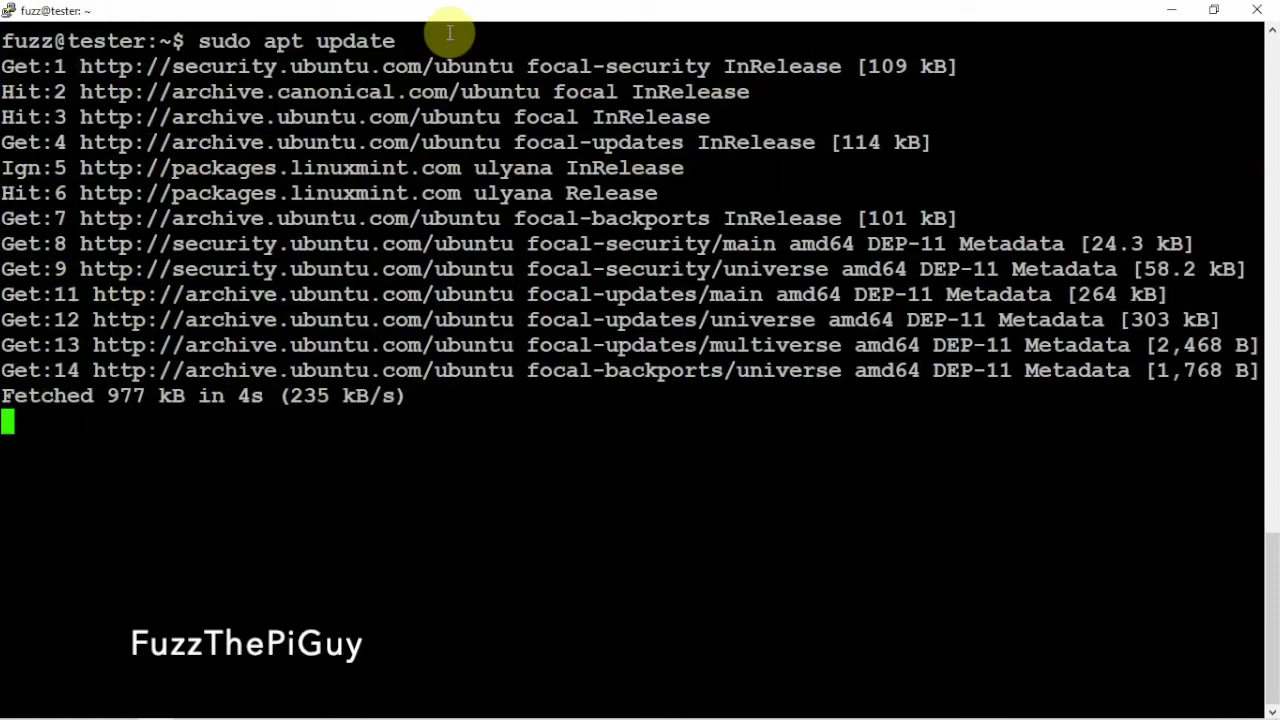 fuzz@tester: ~
fuzz@tester:~$ sudo apt update
Get:1 http://security.ubuntu.com/ubuntu focal-security InRelease [109 kB]
Hit:2 http://archive.canonical.com/ubuntu focal InRelease
Hit:3 http://archive.ubuntu.com/ubuntu focal InRelease
Get:4 http://archive.ubuntu.com/ubuntu focal-updates InRelease [114 kB]
Ign:5 http://packages.linuxmint.com ulyana InRelease
Hit:6 http://packages.linuxmint.com ulyana Release
Get:7 http://archive.ubuntu.com/ubuntu focal-backports InRelease [101 kB]
Get:8 http://security.ubuntu.com/ubuntu focal-security/main amd64 DEP-11 Metadata [24.3 kB]
Get:9 http://security.ubuntu.com/ubuntu focal-security/universe amd64 DEP-11 Metadata [58.2 kB]
Get:11 http://archive.ubuntu.com/ubuntu focal-updates/main amd64 DEP-11 Metadata [264 kB]
Get:12 http://archive.ubuntu.com/ubuntu focal-updates/universe amd64 DEP-11 Metadata [303 kB]
Get:13 http://archive.ubuntu.com/ubuntu focal-updates/multiverse amd64 DEP-11 Metadata [2,468 B]
Get:14 http://archive.ubuntu.com/ubuntu focal-backports/universe amd64 DEP-11 Metadata [1,768 B]
Fetched 977 kB in 4s (235 kB/s)
FuzzThePiGuy